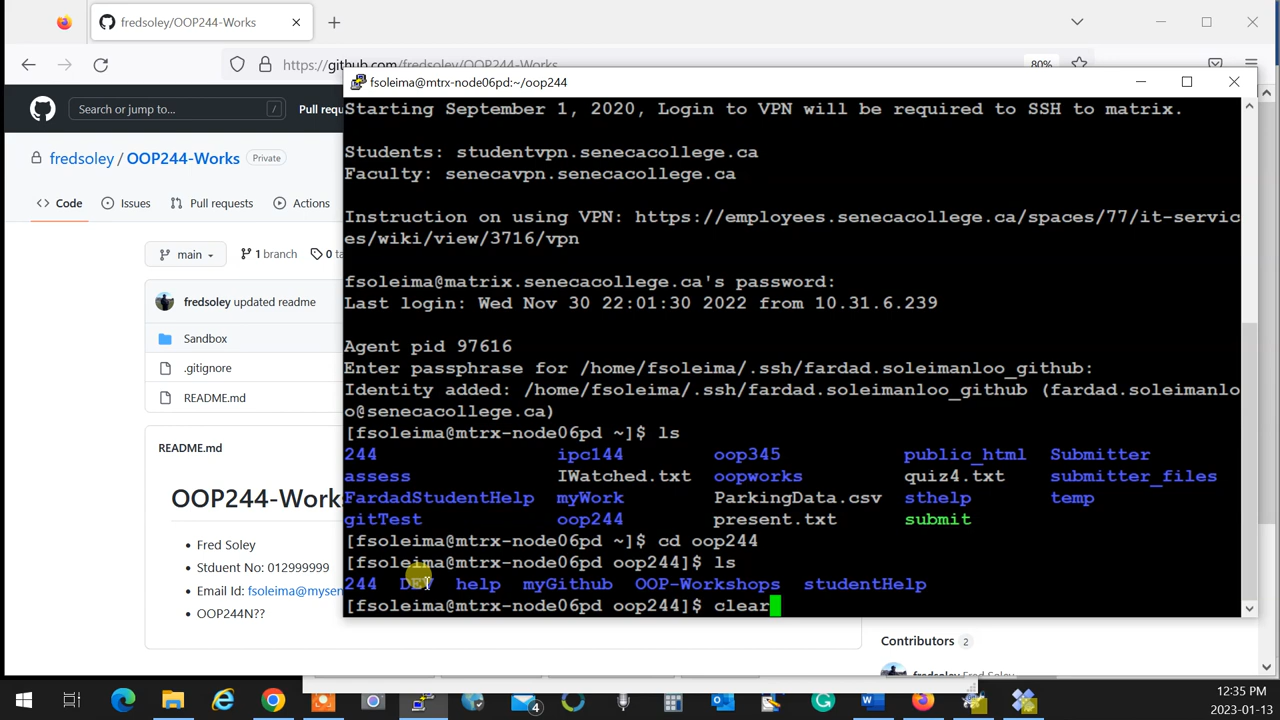 fredsoley/OOP244-Works
https://github.com/fredsoley/OOP244-Works
80%
Search or jump to...
/
Pull requ
fredsoley / OOP244-Works
Private
Code
Issues
Pull requests
Actions
main
1 branch
0 ta
fredsoley updated readme
Sandbox
.gitignore
README.md
README.md
OOP244-Works
Fred Soley
Stduent No: 012999999
Email Id: fsoleima@mysen
OOP244N??
fsoleima@mtrx-node06pd:~/oop244
Starting September 1, 2020, Login to VPN will be required to SSH to matrix.
Students: studentvpn.senecacollege.ca
Faculty: senecavpn.senecacollege.ca
Instruction on using VPN: https://employees.senecacollege.ca/spaces/77/it-servic
es/wiki/view/3716/vpn
fsoleima@matrix.senecacollege.ca's password:
Last login: Wed Nov 30 22:01:30 2022 from 10.31.6.239
Agent pid 97616
Enter passphrase for /home/fsoleima/.ssh/fardad.soleimanloo_github:
Identity added: /home/fsoleima/.ssh/fardad.soleimanloo_github (fardad.soleimanlo
o@senecacollege.ca)
[fsoleima@mtrx-node06pd ~]$ ls
244 ipc144 oop345 public_html Submitter
assess IWatched.txt oopworks quiz4.txt submitter_files
FardadStudentHelp myWork ParkingData.csv sthelp temp
gitTest oop244 present.txt submit
[fsoleima@mtrx-node06pd ~]$ cd oop244
[fsoleima@mtrx-node06pd oop244]$ ls
244 DEV help myGithub OOP-Workshops studentHelp
[fsoleima@mtrx-node06pd oop244]$ clear
Contributors 2
fredsoley Fred Soley
4
12:35 PM
2023-01-13